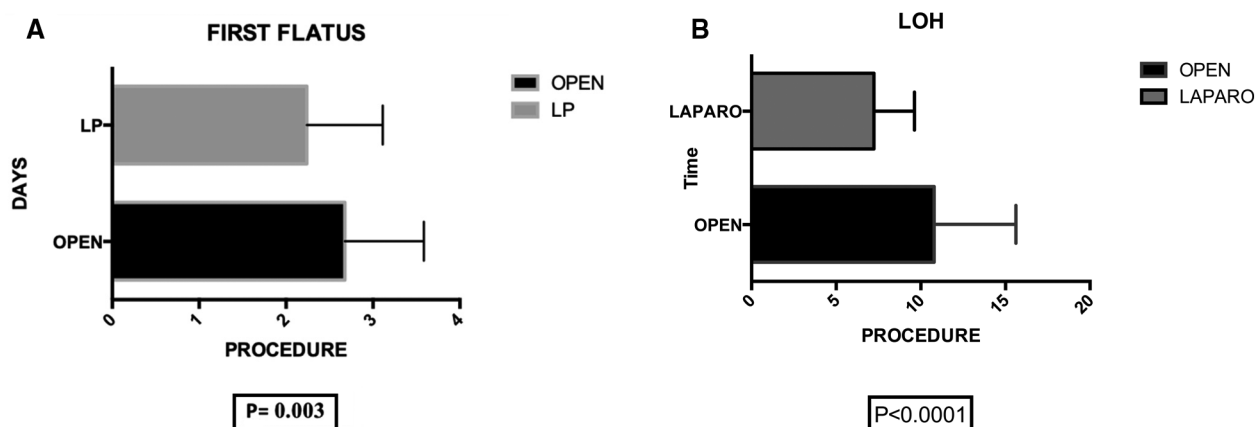 A
FIRST FLATUS
DAYS
LP
OPEN
0 1 2 3 4
PROCEDURE
OPEN
LP
P= 0.003
B
LOH
Time
LAPARO
OPEN
0 5 10 15 20
PROCEDURE
OPEN
LAPARO
P<0.0001